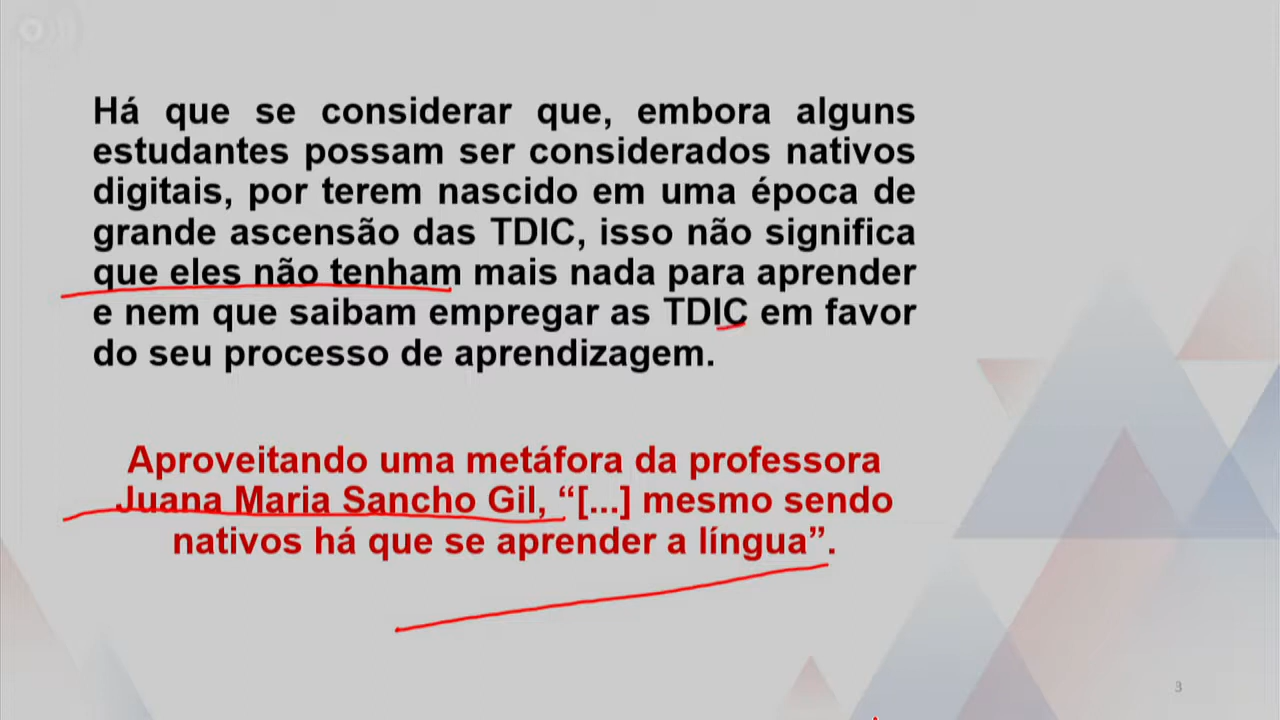 Há que se considerar que, embora alguns
estudantes possam ser considerados nativos
digitais, por terem nascido em uma época de
grande ascensão das TDIC, isso não significa
que eles não tenham mais nada para aprender
e nem que saibam empregar as TDIC em favor
do seu processo de aprendizagem.
Aproveitando uma metáfora da professora
Juana Maria Sancho Gil, “[...] mesmo sendo
nativos há que se aprender a língua”.
3